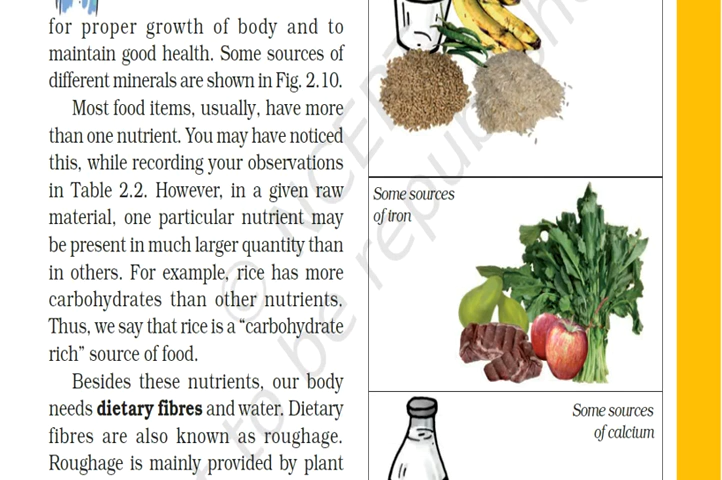 for proper growth of body and to
maintain good health. Some sources of
different minerals are shown in Fig. 2.10.
Most food items, usually, have more
than one nutrient. You may have noticed
this, while recording your observations
in Table 2.2. However, in a given raw
material, one particular nutrient may
be present in much larger quantity than
in others. For example, rice has more
carbohydrates than other nutrients.
Thus, we say that rice is a “carbohydrate
rich” source of food.
Besides these nutrients, our body
needs dietary fibres and water. Dietary
fibres are also known as roughage.
Roughage is mainly provided by plant
Some sources
of iron
Some sources
of calcium
© NCERT
to be republished